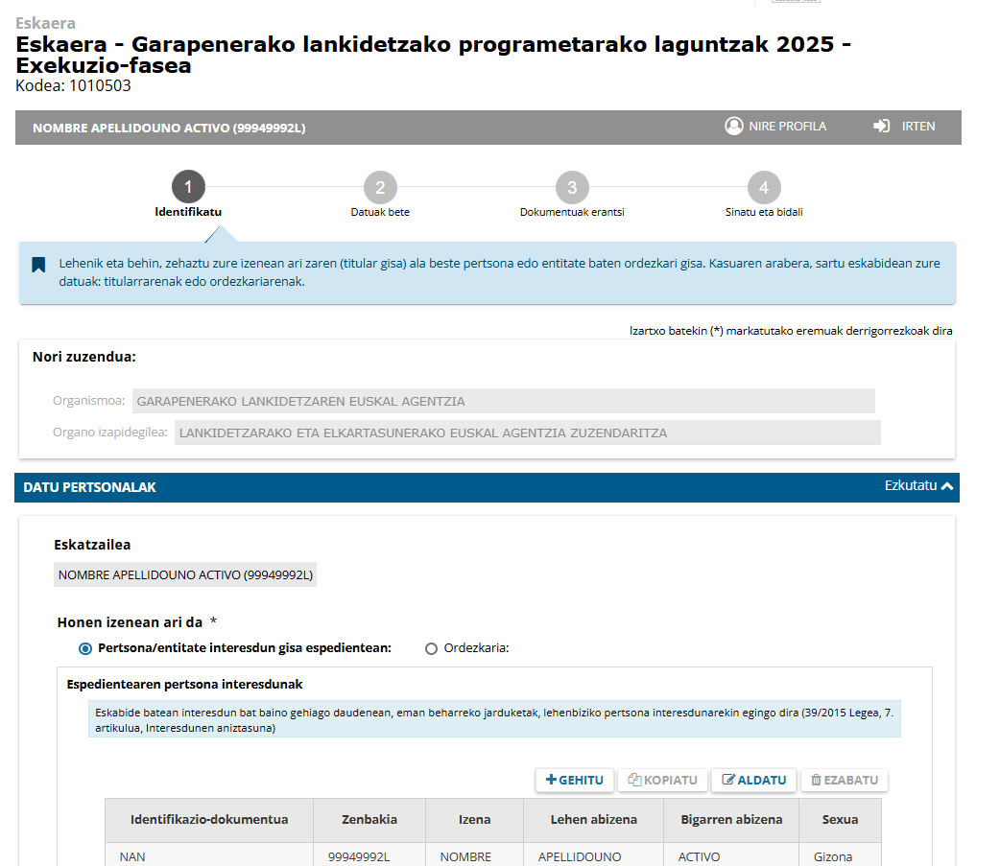 Eskaera
Eskaera - Garapenerako lankidetzako programetarako laguntzak 2025 -
Exekuzio-fasea
Kodea: 1010503
NOMBRE APELLIDOUNO ACTIVO (99949992L)
NIRE PROFILA
IRTEN
1
2
3
4
Identifikatu
Datuak bete
Dokumentuak erantsi
Sinatu eta bidali
Lehenik eta behin, zehaztu zure izenean ari zaren (titular gisa) ala beste pertsona edo entitate baten ordezkari gisa. Kasuaren arabera, sartu eskabidean zure
datuak: titularrarenak edo ordezkariarenak.
Izartxo batekin (*) markatutako eremuak derrigorrezkoak dira
Nori zuzendua:
Organismoa: GARAPENERAKO LANKIDETZAREN EUSKAL AGENTZIA
Organo izapidegilea: LANKIDETZARAKO ETA ELKARTASUNERAKO EUSKAL AGENTZIA ZUZENDARITZA
DATU PERTSONALAK
Ezkutatu
Eskatzailea
NOMBRE APELLIDOUNO ACTIVO (99949992L)
Honen izenean ari da *
Pertsona/entitate interesdun gisa espedientean:
Ordezkaria:
Espedientearen pertsona interesdunak
Eskabide batean interesdun bat baino gehiago daudenean, eman beharreko jarduketak, lehenbiziko pertsona interesdunarekin egingo dira (39/2015 Legea, 7.
artikulua, Interesdunen aniztasuna)
GEHITU
KOPIATU
ALDATU
EZABATU
Identifikazio-dokumentua Zenbakia Izena Lehen abizena Bigarren abizena Sexua
NAN 99949992L NOMBRE APELLIDOUNO ACTIVO Gizona